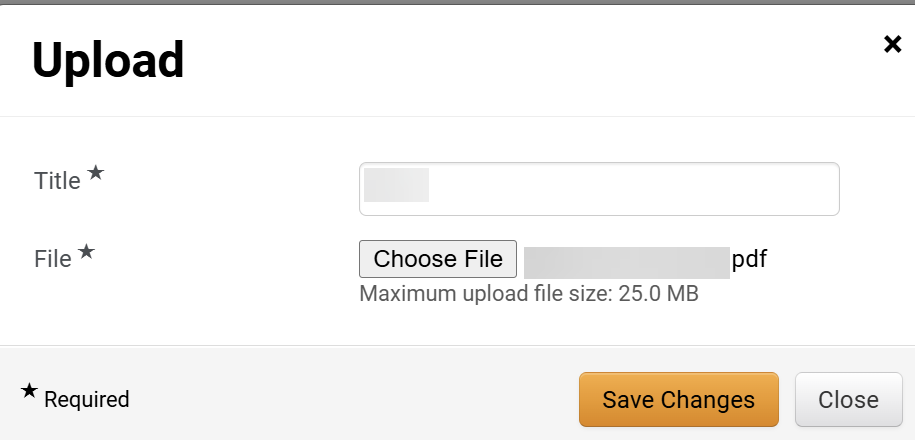 Upload
×
Title ★
File ★ Choose File pdf
Maximum upload file size: 25.0 MB
★ Required Save Changes Close